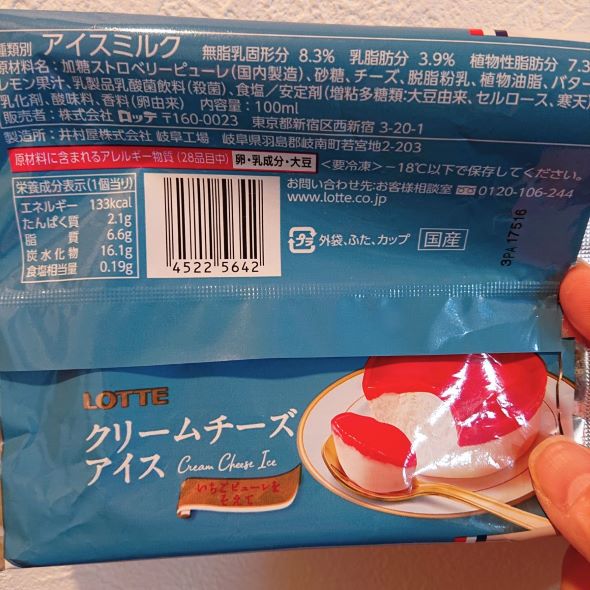 種類別 アイスミルク 無脂乳固形分 8.3% 乳脂肪分 3.9% 植物性脂肪分 7.3
原材料名：加糖ストロベリーピューレ(国内製造)、砂糖、チーズ、脱脂粉乳、植物油脂、バター
レモン果汁、乳製品乳酸菌飲料(殺菌)、食塩／安定剤(増粘多糖類：大豆由来、セルロース、寒天)
乳化剤、酸味料、香料(卵由来) 内容量：100ml
販売者：株式会社 ロッテ 〒160-0023 東京都新宿区西新宿 3-20-1
製造所：井村屋株式会社 岐阜工場 岐阜県羽島郡岐南町若宮地2-203
原材料に含まれるアレルギー物質(28品目中) 卵・乳成分・大豆 <要冷凍>−18℃以下で保存してください。
栄養成分表示(1個当り)
エネルギー 133kcal
たんぱく質 2.1g
脂質 6.6g
炭水化物 16.1g
食塩相当量 0.19g
4522 5642
お問い合わせ先：お客様相談室 0120-106-244
www.lotte.co.jp
プラ 外袋、ふた、カップ 国産
3PA 17516
LOTTE
クリームチーズ
アイス Cream Cheese Ice
いちごピューレを
そえて